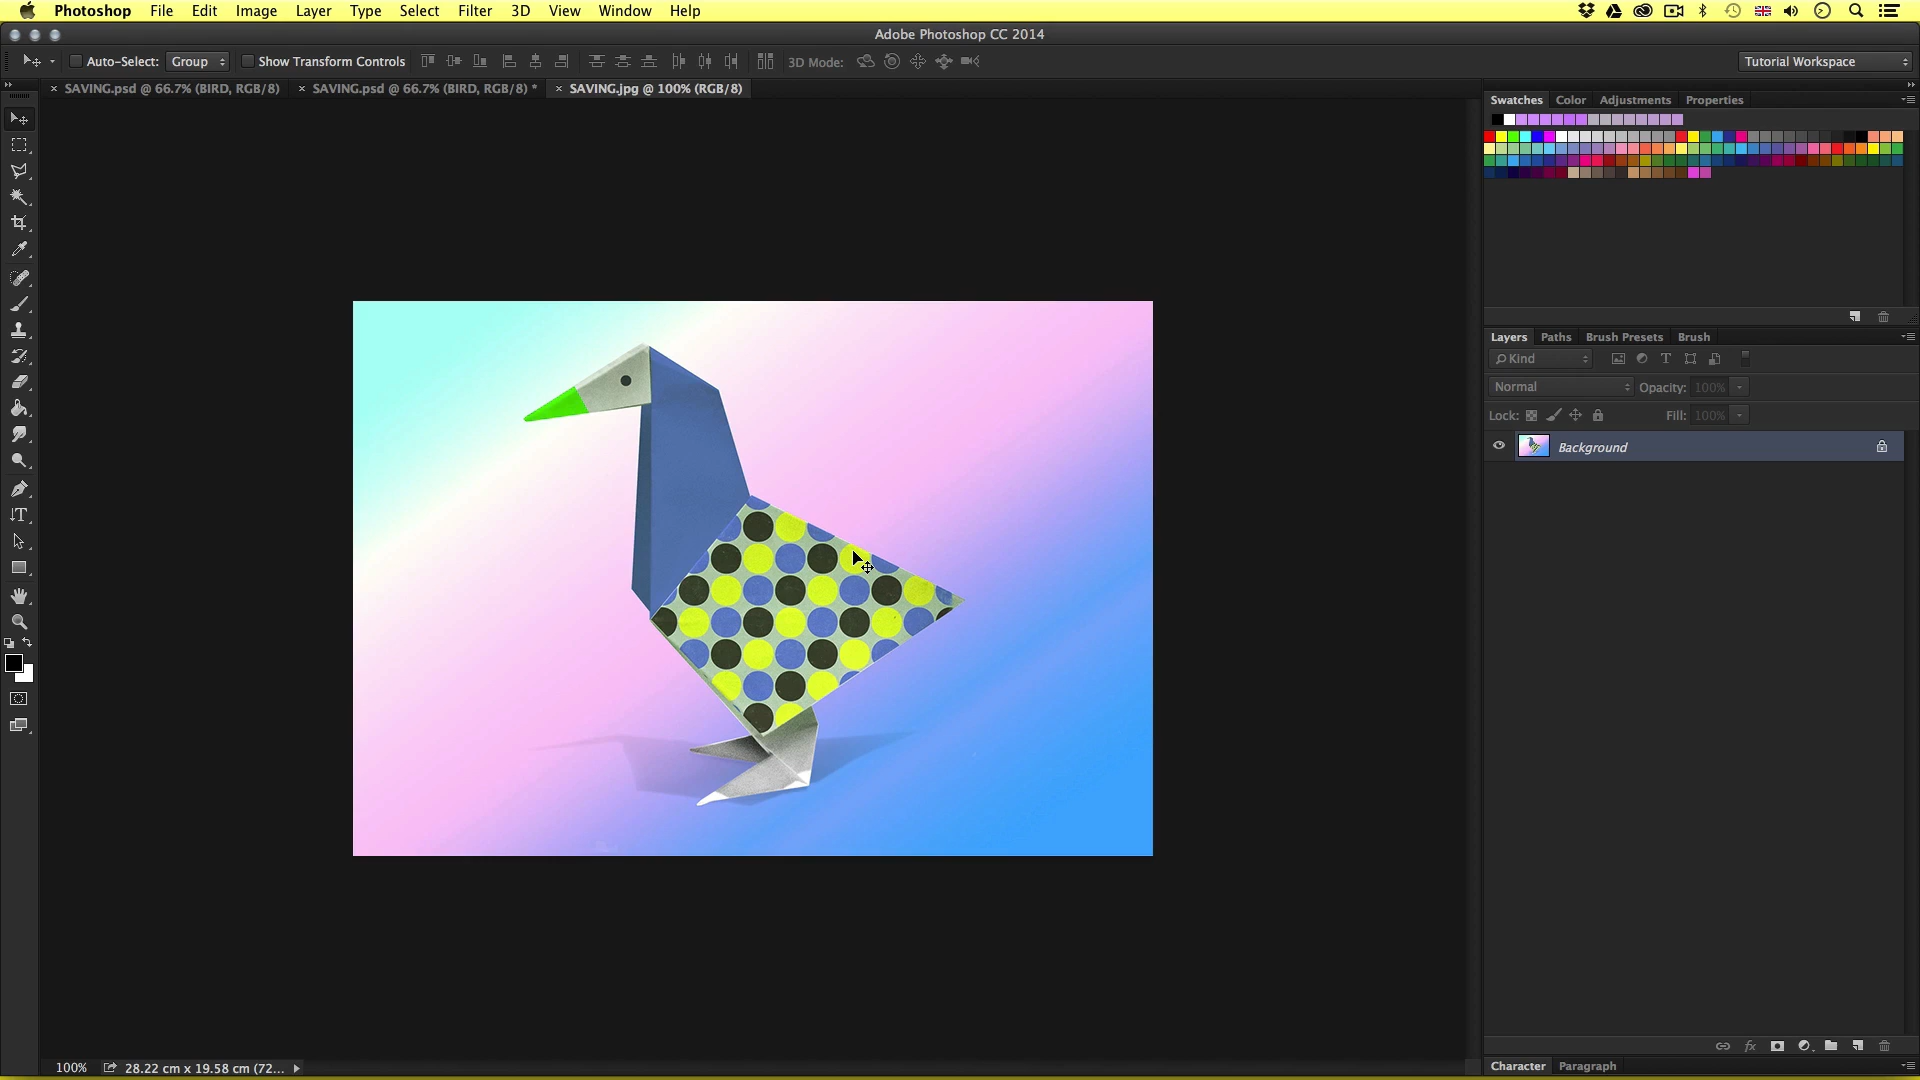 Photoshop File Edit Image Layer Type Select Filter 3D View Window Help
Adobe Photoshop CC 2014
Auto-Select: Group Show Transform Controls 3D Mode: Tutorial Workspace
SAVING.psd @ 66.7% (BIRD, RGB/8) SAVING.psd @ 66.7% (BIRD, RGB/8) * SAVING.jpg @ 100% (RGB/8)
Swatches Color Adjustments Properties
Layers Paths Brush Presets Brush
Kind
Normal Opacity: 100%
Lock: Fill: 100%
Background
100% 28.22 cm x 19.58 cm (72...
Character Paragraph